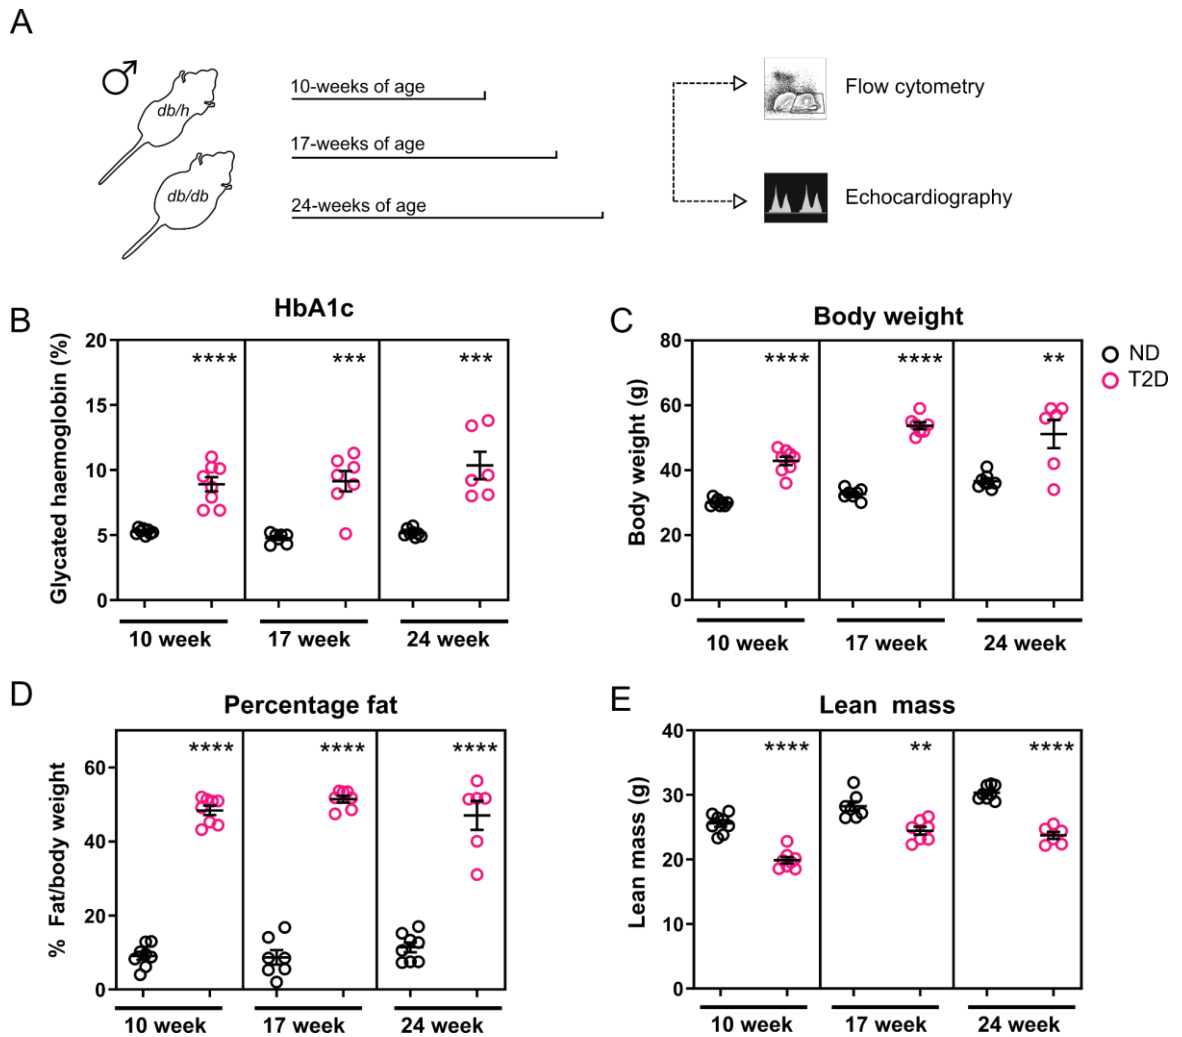 A
♂
db/h
db/db
10-weeks of age
17-weeks of age
24-weeks of age
Flow cytometry
Echocardiography
B
HbA1c
Glycated haemoglobin (%)
20
15
10
5
0
**** *** ***
10 week 17 week 24 week
C
Body weight
Body weight (g)
80
60
40
20
0
**** **** **
10 week 17 week 24 week
ND
T2D
D
Percentage fat
% Fat/body weight
60
40
20
0
**** **** ****
10 week 17 week 24 week
E
Lean mass
Lean mass (g)
40
30
20
10
0
**** ** ****
10 week 17 week 24 week